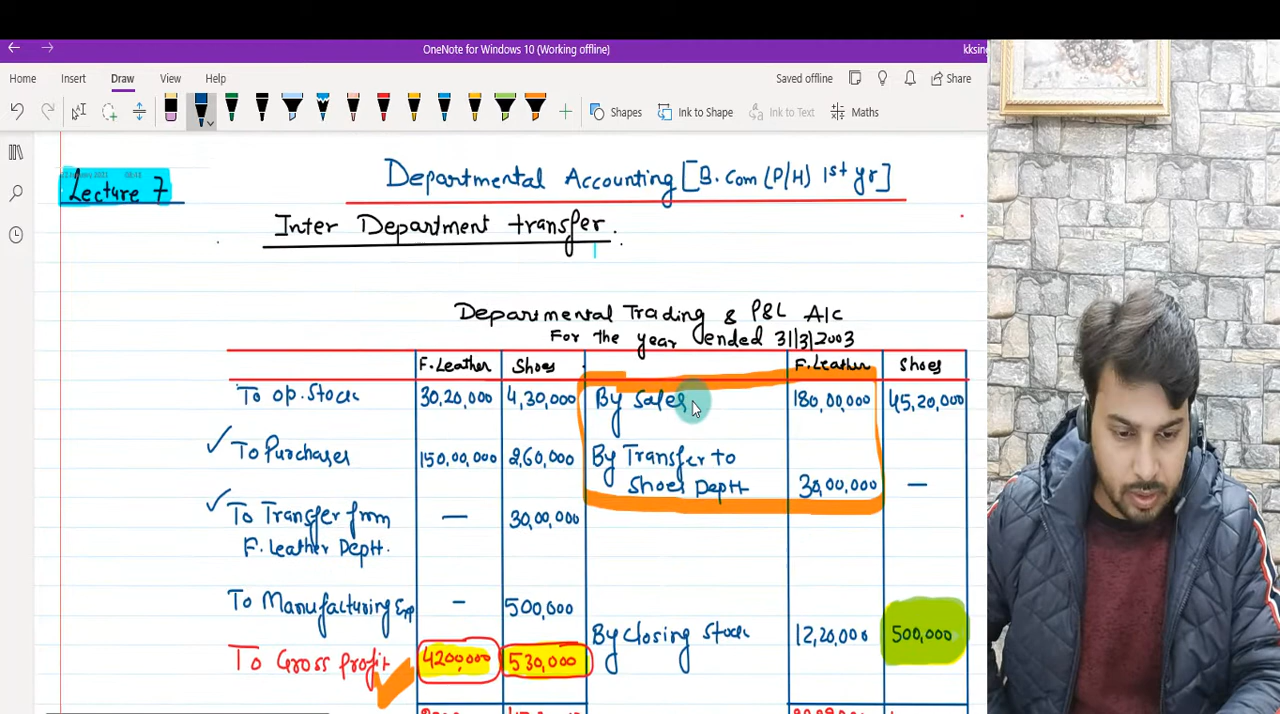 OneNote for Windows 10 (Working offline)
kksing
Home Insert Draw View Help
Saved offline Share
Shapes Ink to Shape Ink to Text Maths
Lecture 7
Departmental Accounting [B.Com (P/H) 1st yr]
Inter Department transfer.
Departmental Trading & P&L A/c
For the year ended 31/3/2003
F.Leather Shoes F.Leather Shoes
To op. Stock 30,20,000 4,30,000 By Sales 180,00,000 45,20,000
To Purchases 150,00,000 2,60,000 By Transfer to
Shoes Deptt 30,00,000 —
To Transfer from — 30,00,000
F.Leather Deptt.
To Manufacturing Exp — 500,000
By Closing Stock 12,20,000 500,000
To Gross profit 4200,000 530,000